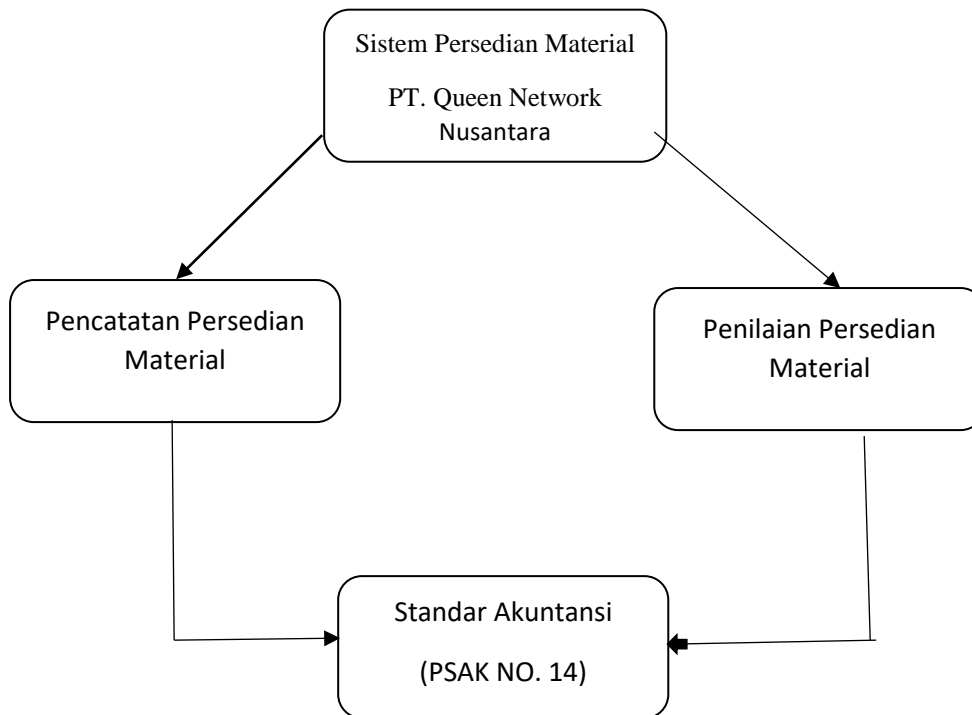 Sistem Persedian Material
PT. Queen Network
Nusantara
Pencatatan Persedian
Material
Penilaian Persedian
Material
Standar Akuntansi
(PSAK NO. 14)